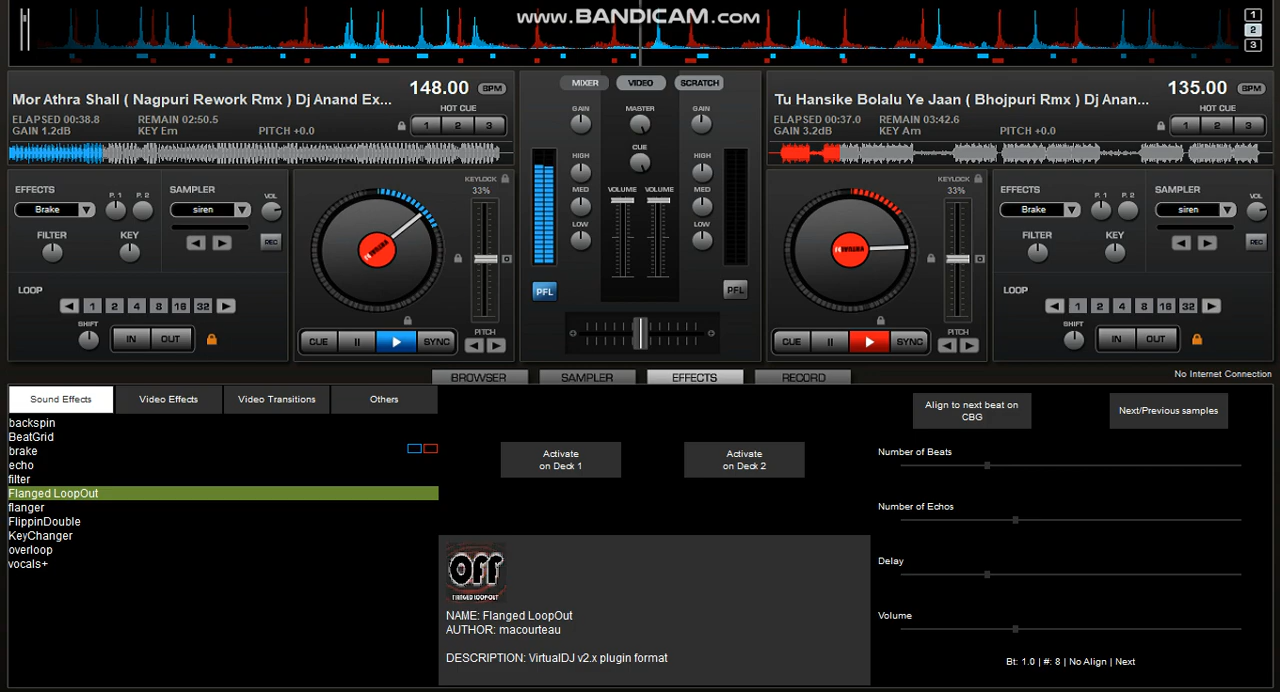 www.BANDICAM.com
1
2
3
Mor Athra Shall ( Nagpuri Rework Rmx ) Dj Anand Ex...
148.00 BPM
HOT CUE
ELAPSED 00:38.8 REMAIN 02:50.5
GAIN 1.2dB KEY Em PITCH +0.0
1 2 3
MIXER VIDEO SCRATCH
GAIN MASTER GAIN
CUE
HIGH HIGH
MED VOLUME VOLUME MED
LOW LOW
PFL PFL
Tu Hansike Bolalu Ye Jaan ( Bhojpuri Rmx ) Dj Anan...
135.00 BPM
HOT CUE
ELAPSED 00:37.0 REMAIN 03:42.6
GAIN 3.2dB KEY Am PITCH +0.0
1 2 3
EFFECTS P. 1 P. 2 SAMPLER VOL
Brake siren
FILTER KEY REC
LOOP
1 2 4 8 16 32
SHIFT
IN OUT
KEYLOCK
33%
CUE SYNC PITCH
KEYLOCK
33%
CUE SYNC PITCH
EFFECTS P. 1 P. 2 SAMPLER VOL
Brake siren
FILTER KEY REC
LOOP
1 2 4 8 16 32
SHIFT
IN OUT
BROWSER SAMPLER EFFECTS RECORD
No Internet Connection
Sound Effects Video Effects Video Transitions Others
backspin
BeatGrid
brake
echo
filter
Flanged LoopOut
flanger
FlippinDouble
KeyChanger
overloop
vocals+
Activate
on Deck 1
Activate
on Deck 2
Off
FLANGED LOOPOUT
NAME: Flanged LoopOut
AUTHOR: macourteau
DESCRIPTION: VirtualDJ v2.x plugin format
Align to next beat on
CBG
Next/Previous samples
Number of Beats
Number of Echos
Delay
Volume
Bt: 1.0 | #: 8 | No Align | Next